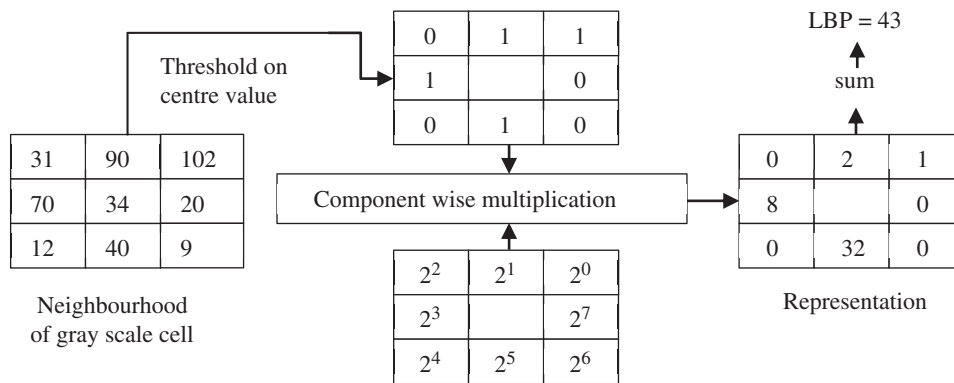 LBP = 43
sum
0 1 1
1 0
0 1 0
Threshold on
centre value
31 90 102
70 34 20
12 40 9
Neighbourhood
of gray scale cell
Component wise multiplication
2² 2¹ 2⁰
2³ 2⁷
2⁴ 2⁵ 2⁶
0 2 1
8 0
0 32 0
Representation